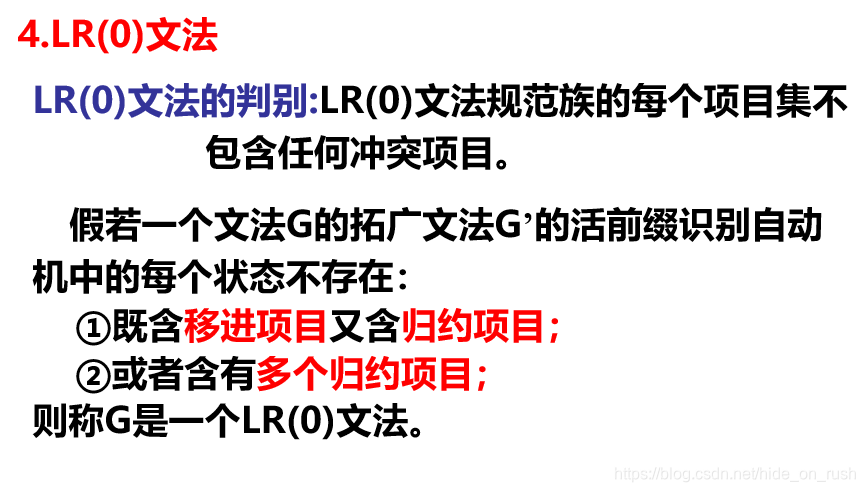 4.LR(0)文法
LR(0)文法的判别:LR(0)文法规范族的每个项目集不
包含任何冲突项目。
假若一个文法G的拓广文法G’的活前缀识别自动
机中的每个状态不存在：
①既含移进项目又含归约项目；
②或者含有多个归约项目；
则称G是一个LR(0)文法。
https://blog.csdn.net/hide_on_rush